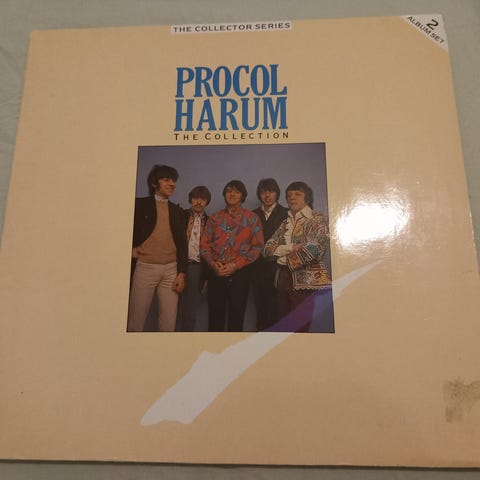 THE COLLECTOR SERIES
2
ALBUM SET
PROCOL
HARUM
THE COLLECTION